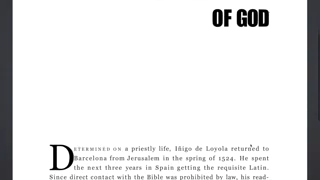 OF GOD
DETERMINED ON a priestly life, Iñigo de Loyola returned to
Barcelona from Jerusalem in the spring of 1524. He spent
the next three years in Spain getting the requisite Latin.
Since direct contact with the Bible was prohibited by law, his read-